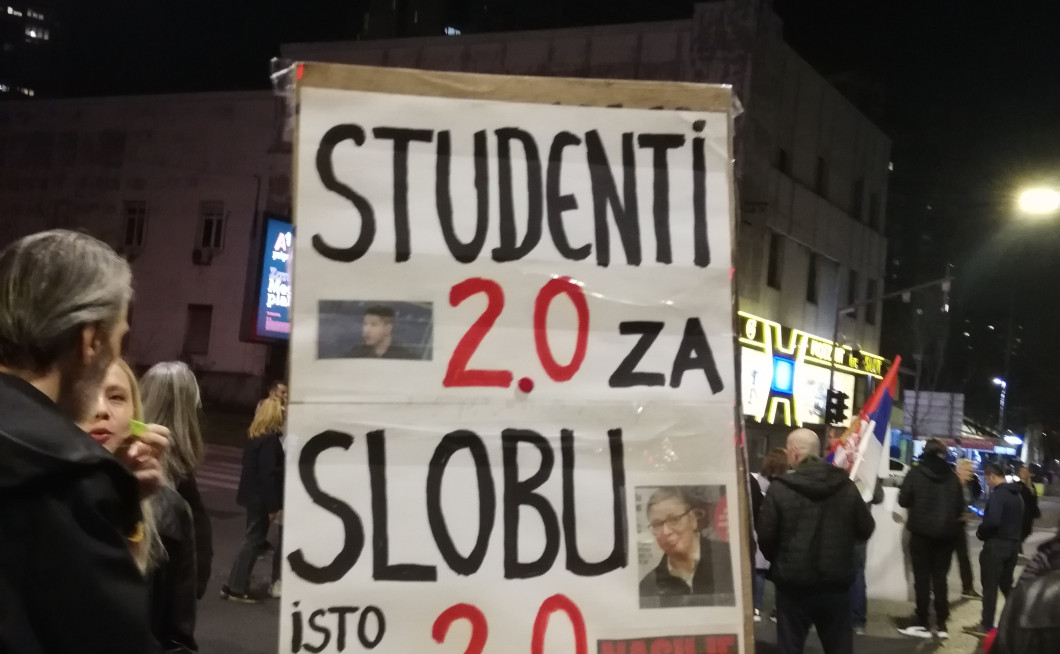 STUDENTI
2.0 ZA
SLOBU
iSTO 2.0